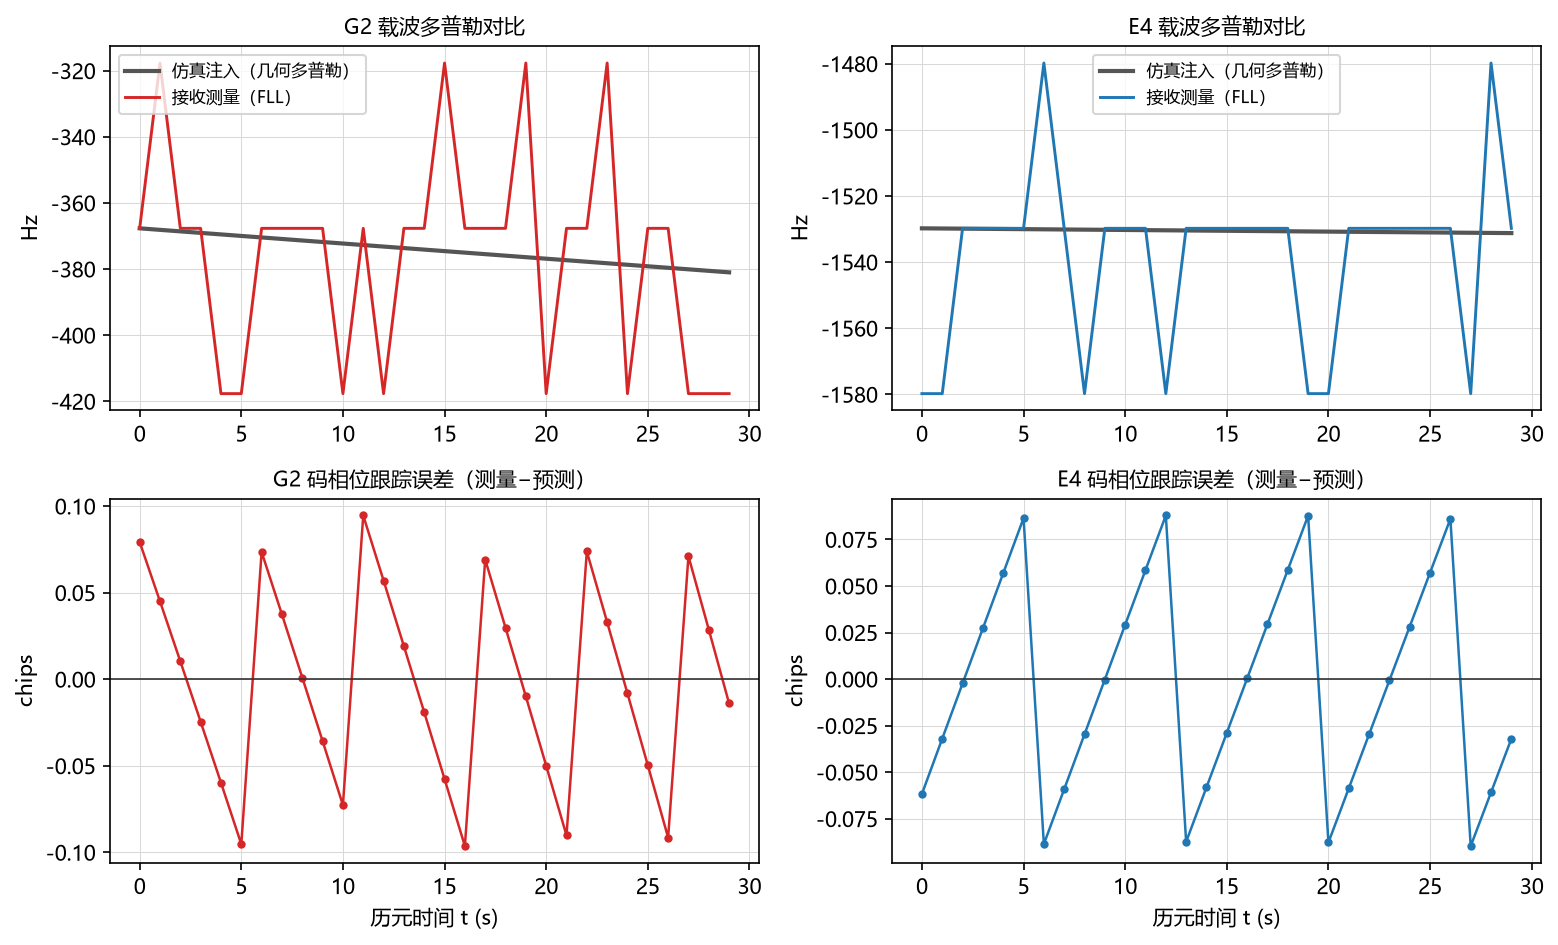 G2 载波多普勒对比
-320
-340
-360
-380
-400
-420
Hz
仿真注入（几何多普勒）
接收测量（FLL）
0 5 10 15 20 25 30
E4 载波多普勒对比
-1480
-1500
-1520
-1540
-1560
-1580
Hz
仿真注入（几何多普勒）
接收测量（FLL）
0 5 10 15 20 25 30
G2 码相位跟踪误差（测量−预测）
0.10
0.05
0.00
-0.05
-0.10
chips
0 5 10 15 20 25 30
历元时间 t (s)
E4 码相位跟踪误差（测量−预测）
0.075
0.050
0.025
0.000
-0.025
-0.050
-0.075
chips
0 5 10 15 20 25 30
历元时间 t (s)